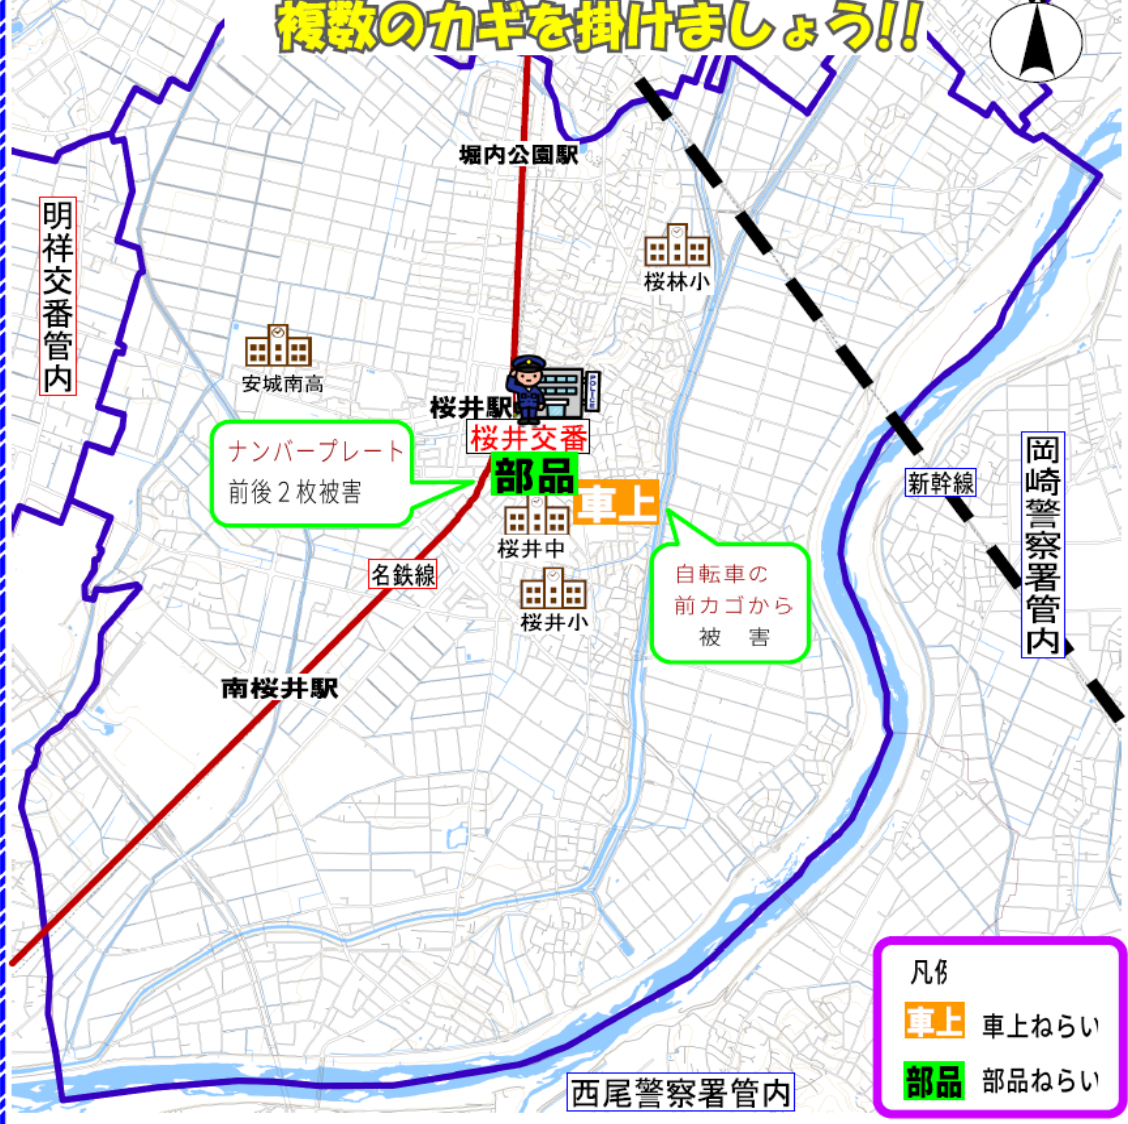 複数のカギを掛けましょう!!
堀内公園駅
明祥交番管内
桜林小
安城南高
POLICE
桜井駅
桜井交番
ナンバープレート
前後２枚被害
部品
車上
新幹線
岡崎警察署管内
桜井中
名鉄線
自転車の
前カゴから
被　害
桜井小
南桜井駅
凡例
車上 車上ねらい
部品 部品ねらい
西尾警察署管内